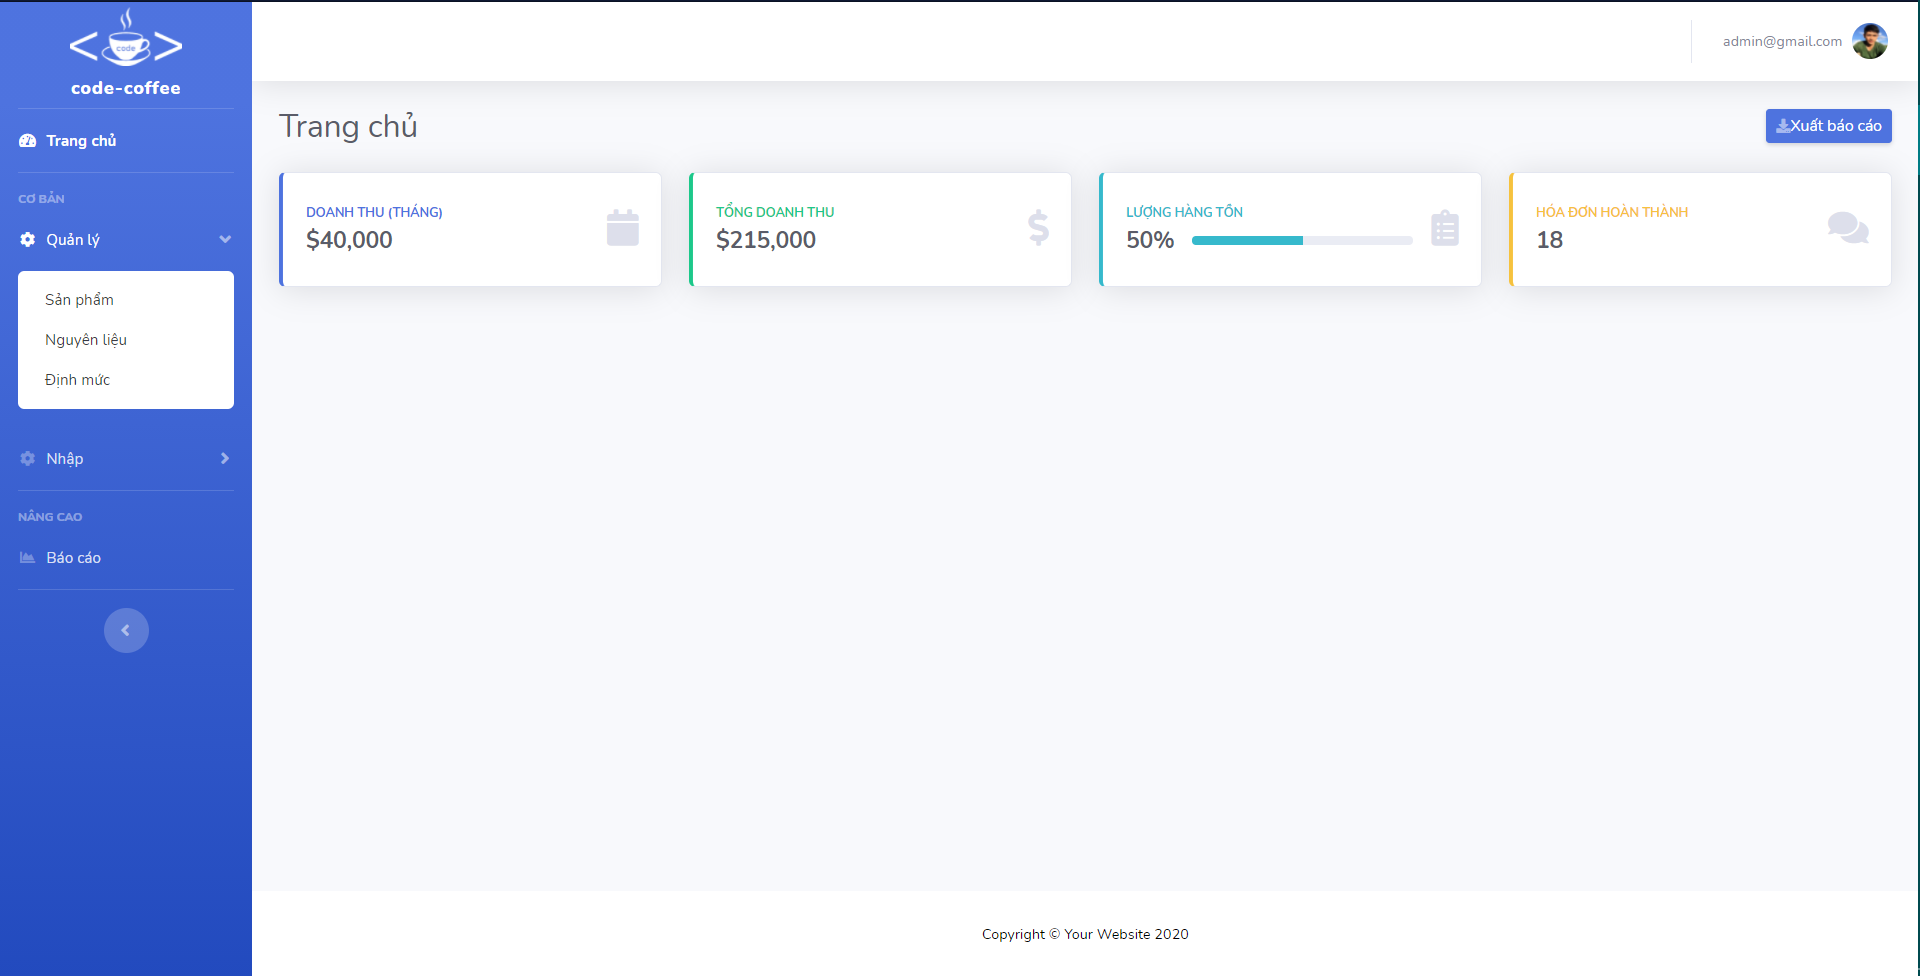 code
code-coffee
Trang chủ
CƠ BẢN
Quản lý
Sản phẩm
Nguyên liệu
Định mức
Nhập
NÂNG CAO
Báo cáo
admin@gmail.com
Trang chủ
Xuất báo cáo
DOANH THU (THÁNG)
$40,000
TỔNG DOANH THU
$215,000
LƯỢNG HÀNG TỒN
50%
HÓA ĐƠN HOÀN THÀNH
18
Copyright © Your Website 2020